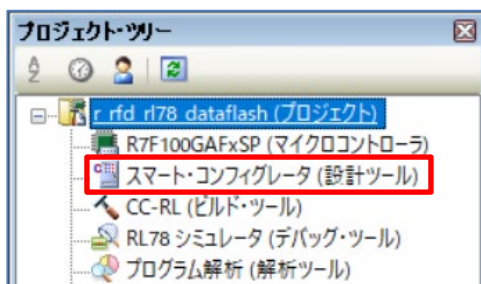 プロジェクト・ツリー
r_rfd_rl78_dataflash (プロジェクト)
R7F100GAFxSP (マイクロコントローラ)
スマート・コンフィグレータ (設計ツール)
CC-RL (ビルド・ツール)
RL78 シミュレータ (デバッグ・ツール)
プログラム解析 (解析ツール)